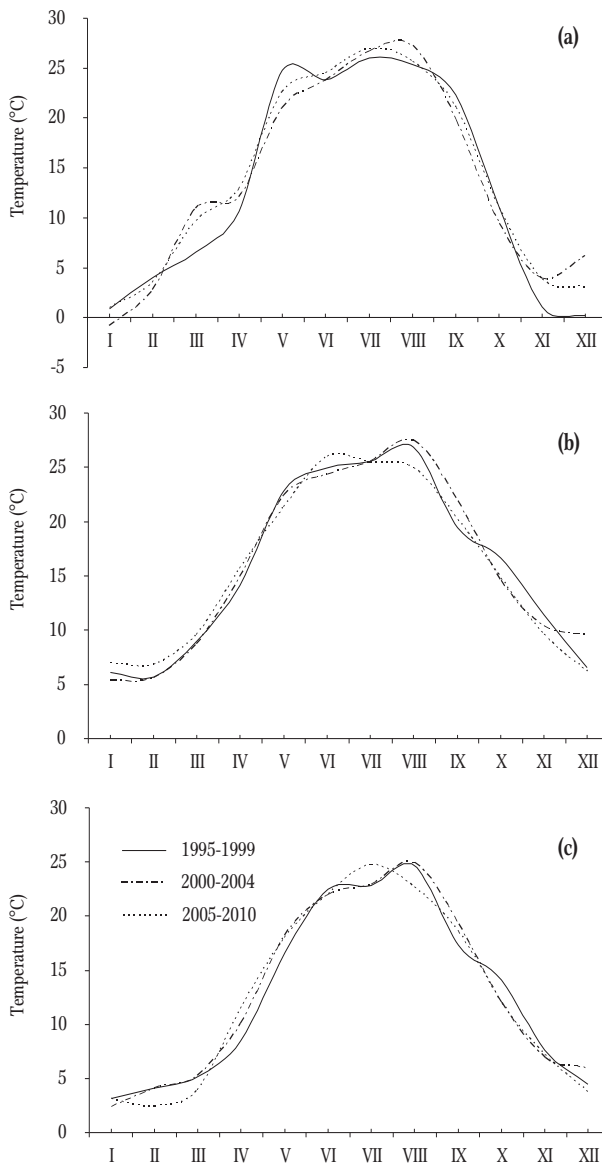 (a)
Temperature (°C)
30
25
20
15
10
5
0
-5
I II III IV V VI VII VIII IX X XI XII
(b)
Temperature (°C)
30
25
20
15
10
5
0
I II III IV V VI VII VIII IX X XI XII
(c)
Temperature (°C)
30
25
20
15
10
5
0
1995-1999
2000-2004
2005-2010
I II III IV V VI VII VIII IX X XI XII